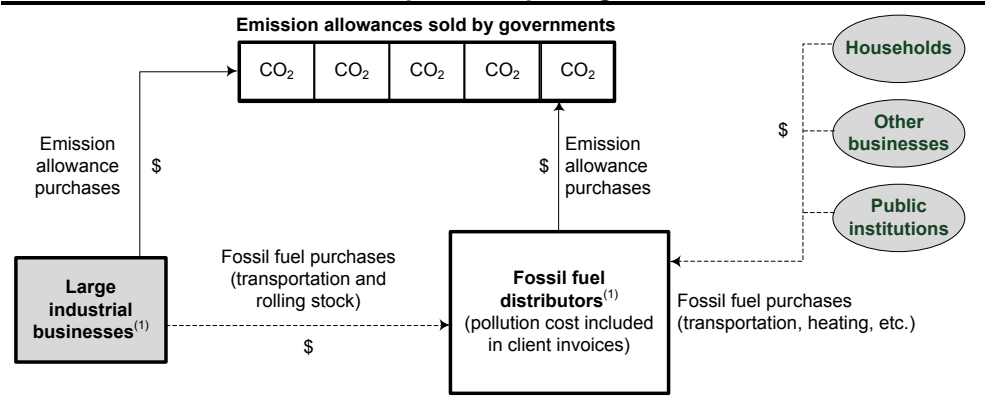 Emission allowances sold by governments
CO₂ CO₂ CO₂ CO₂ CO₂
Households
Other
businesses
Public
institutions
$
Emission
allowance
purchases
$
$
Emission
allowance
purchases
Large
industrial
businesses⁽¹⁾
Fossil fuel purchases
(transportation and
rolling stock)
$
Fossil fuel
distributors⁽¹⁾
(pollution cost included
in client invoices)
Fossil fuel purchases
(transportation, heating, etc.)